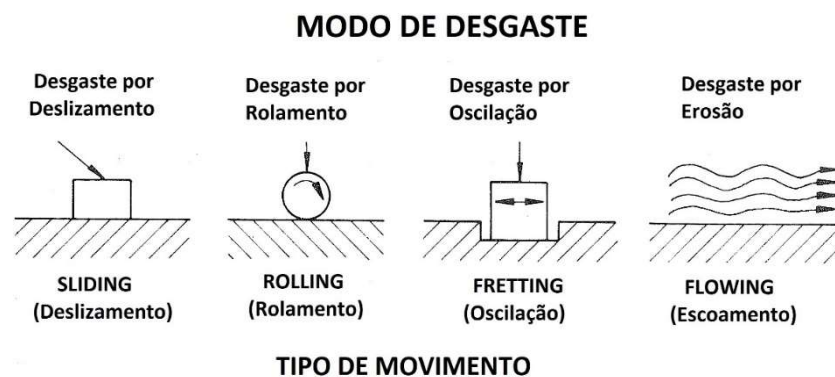 MODO DE DESGASTE
Desgaste por
Deslizamento
Desgaste por
Rolamento
Desgaste por
Oscilação
Desgaste por
Erosão
SLIDING
(Deslizamento)
ROLLING
(Rolamento)
FRETTING
(Oscilação)
FLOWING
(Escoamento)
TIPO DE MOVIMENTO